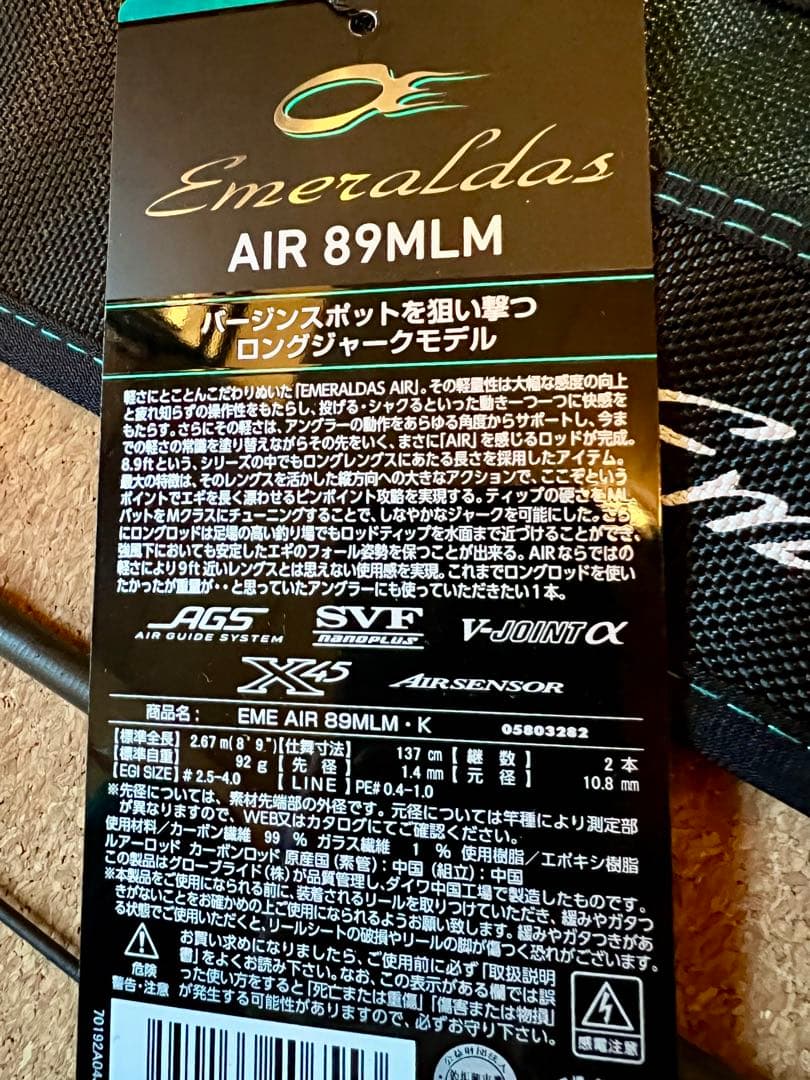 Emeraldas
AIR 89MLM
バージンスポットを狙い撃つ
ロングジャークモデル
軽さにとことんこだわりぬいた「EMERALDAS AIR」。その軽量性は大幅な感度の向上
と疲れ知らずの操作性をもたらし、投げる・シャクるといった動き一つ一つに快感を
もたらす。さらにその軽さは、アングラーの動作をあらゆる角度からサポートし、今ま
での軽さの常識を塗り替えながらその先をいく、まさに「AIR」を感じるロッドが完成。
8.9ftという、シリーズの中でもロングレングスにあたる長さを採用したアイテム。
最大の特徴は、そのレングスを活かした縦方向への大きなアクションで、ここぞという
ポイントでエギを長く漂わせるピンポイント攻略を実現する。ティップの硬さをML、
バットをMクラスにチューニングすることで、しなやかなジャークを可能にした。さら
にロングロッドは足場の高い釣り場でもロッドティップを水面まで近づけることができ、
強風下においても安定したエギのフォール姿勢を保つことが出来る。AIRならではの
軽さにより9ft近いレングスとは思えない使用感を実現。これまでロングロッドを使い
たかったが重量が・・と思っていたアングラーにも使っていただきたい1本。
AGS SVF V-JOINT α
AIR GUIDE SYSTEM nanoplus
X45 AIRSENSOR
商品名： EME AIR 89MLM・K 05803282
【標準全長】 2.67m(8'9")【仕舞寸法】 137cm【継数】 2本
【標準自重】 92g【先径】 1.4mm【元径】 10.8mm
【EGI SIZE】#2.5-4.0 【LINE】PE#0.4-1.0
※先径については、素材先端部の外径です。元径については竿種により測定部
が異なりますので、WEB又はカタログにてご確認ください。
使用材料／カーボン繊維 99 % ガラス繊維 1 % 使用樹脂／エポキシ樹脂
ルアーロッド カーボンロッド 原産国（素管）：中国（組立）：中国
この製品はグローブライド(株)が品質管理し、ダイワ中国工場で製造したものです。
※本製品をご使用になられる前に、装着されるリールを取りつけていただき、緩みやガタつ
きがないことをお確かめの上ご使用になられるようお願い致します。緩みやガタつきがあ
る状態でご使用いただくと、リールシートの破損やリールの脚が傷つく恐れがございます。
危険
警告・注意
お買い求めになりましたら、ご使用前に必ず「取扱説明
書」をよくお読み下さい。なお、この表示がある欄では誤
った使い方をすると「死亡または重傷」「傷害または物損」
が発生する可能性がありますので、必ずお守り下さい。
感電注意
70192A04